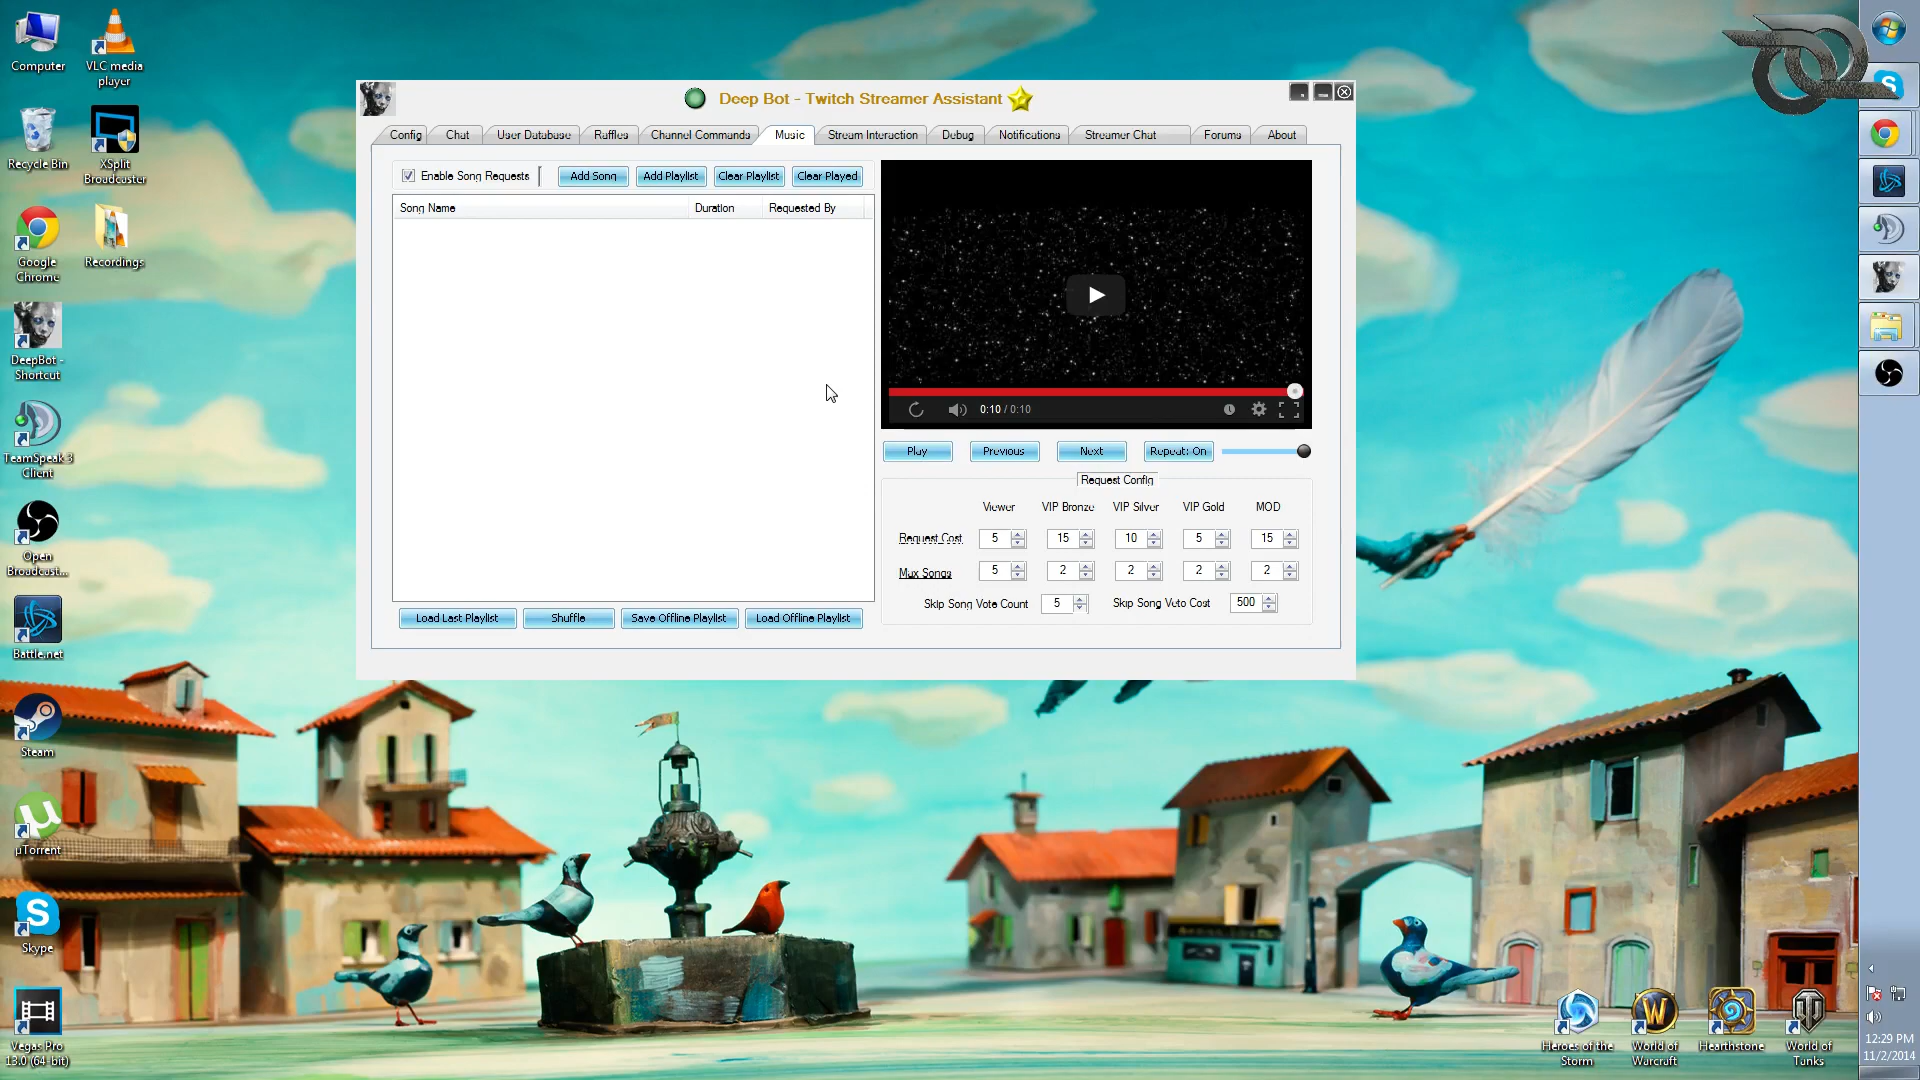 Computer
VLC media
player
Recycle Bin
XSplit
Broadcaster
Google
Chrome
Recordings
DeepBot -
Shortcut
TeamSpeak 3
Client
Open
Broadcast...
Battle.net
Steam
µTorrent
Skype
Vegas Pro
13.0 (64-bit)
Deep Bot - Twitch Streamer Assistant
Config
Chat
User Database
Raffles
Channel Commands
Music
Stream Interaction
Debug
Notifications
Streamer Chat
Forums
About
Enable Song Requests
Add Song
Add Playlist
Clear Playlist
Clear Played
Song Name
Duration
Requested By
0:10 / 0:10
Play
Previous
Next
Repeat: On
Request Config
Viewer
VIP Bronze
VIP Silver
VIP Gold
MOD
Request Cost
5
15
10
5
15
Max Songs
5
2
2
2
2
Skip Song Vote Count
5
Skip Song Veto Cost
500
Load Last Playlist
Shuffle
Save Offline Playlist
Load Offline Playlist
Heroes of the
Storm
World of
Warcraft
Hearthstone
World of
Tanks
12:29 PM
11/2/2014